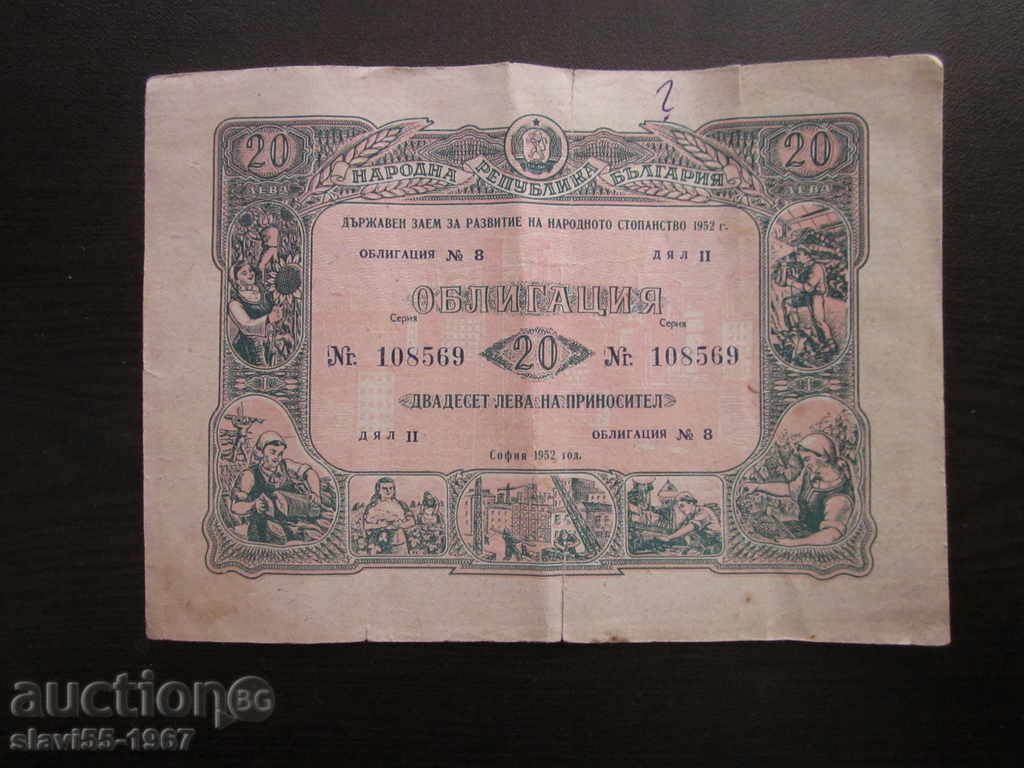 ?
20 20
ЛЕВА ЛЕВА
НАРОДНА РЕПУБЛИКА БЪЛГАРИЯ
ДЪРЖАВЕН ЗАЕМ ЗА РАЗВИТИЕ НА НАРОДНОТО СТОПАНСТВО 1952 г.
ОБЛИГАЦИЯ № 8 ДЯЛ II
ОБЛИГАЦИЯ
Серия Серия
Nr. 108569 20 Nr. 108569
ДВАДЕСЕТ ЛЕВА НА ПРИНОСИТЕЛ
ДЯЛ II ОБЛИГАЦИЯ № 8
София 1952 год.
auction BG
slavi55-1967